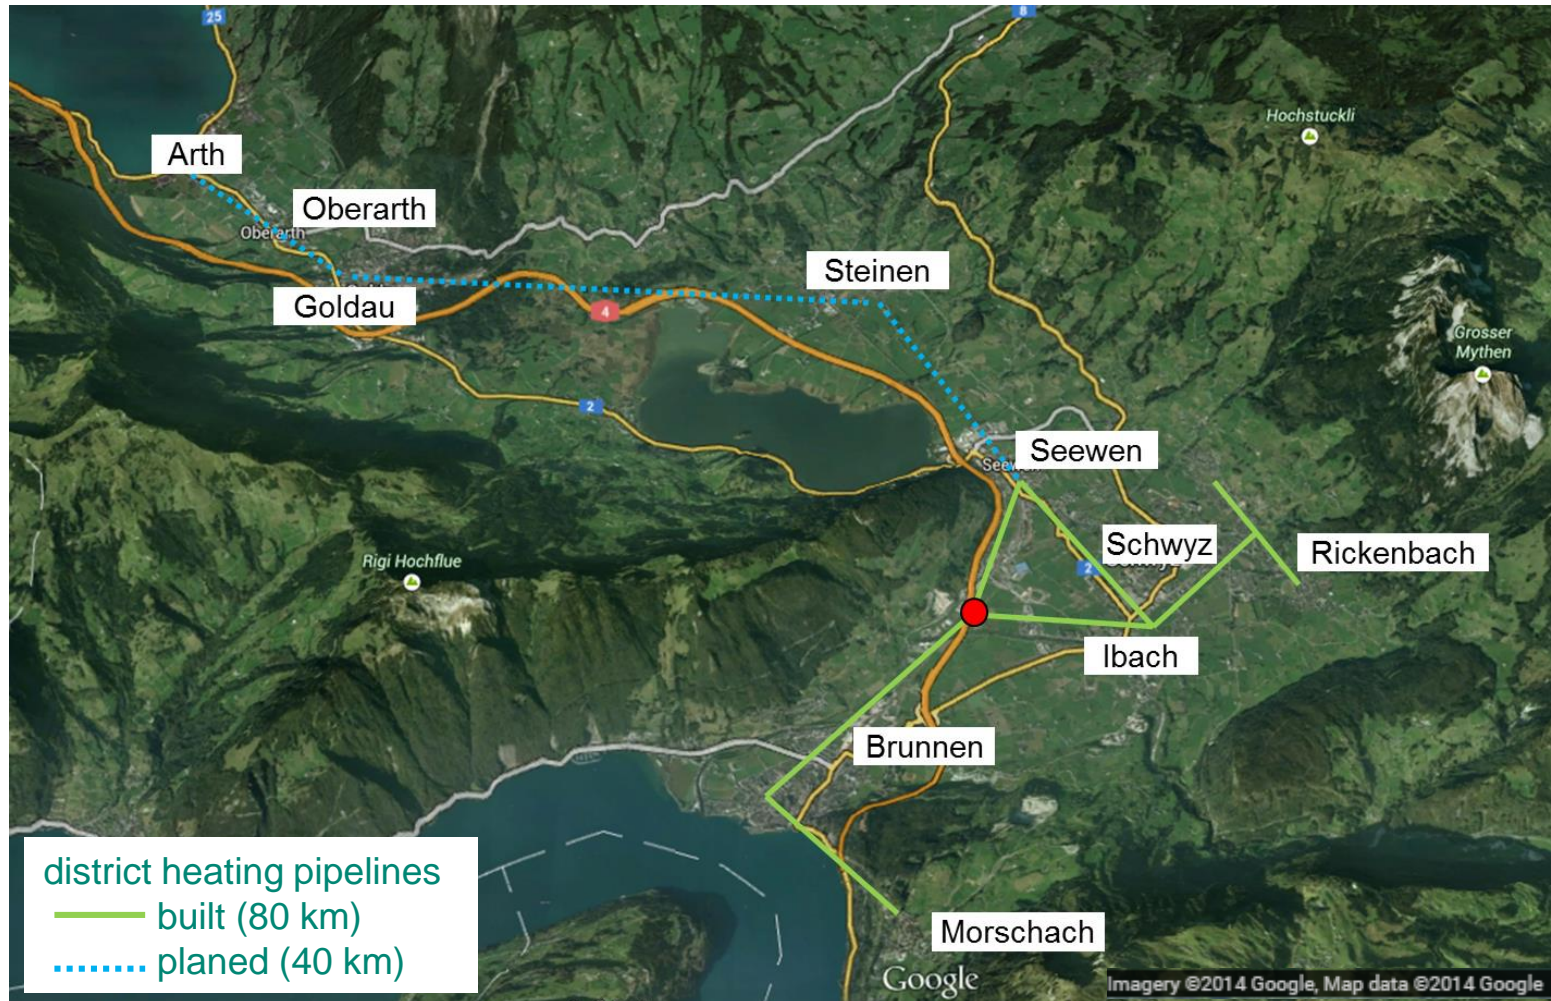 25
8
Hochstuckli
Arth
Oberarth
Oberarth
Steinen
Goldau
4
Grosser
Mythen
2
Seewen
Rigi Hochflue
Schwyz
Rickenbach
2
Ibach
Brunnen
district heating pipelines
built (80 km)
planed (40 km)
Morschach
Google
Imagery ©2014 Google, Map data ©2014 Google